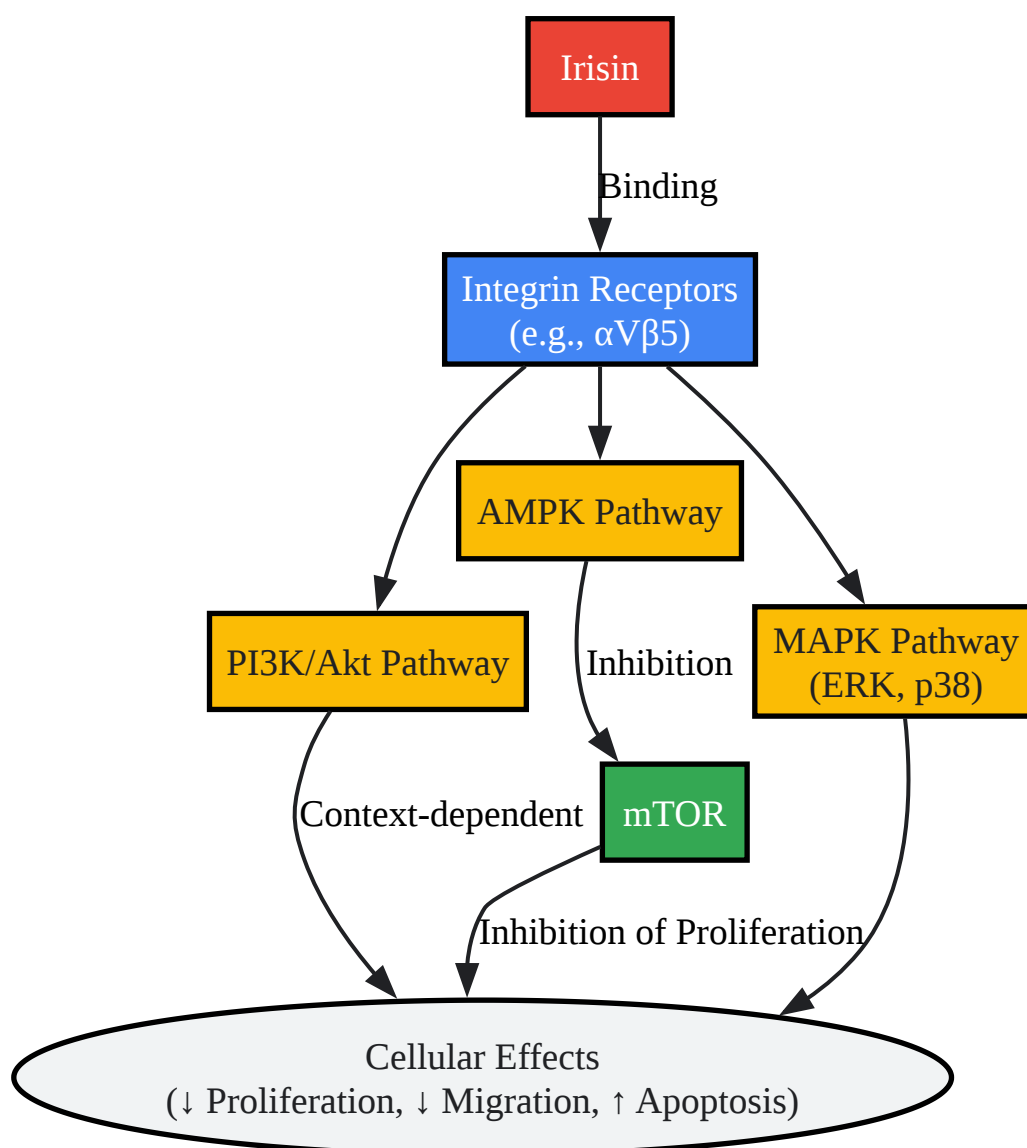 Irisin
Binding
Integrin Receptors
(e.g., αVβ5)
AMPK Pathway
PI3K/Akt Pathway
Inhibition
MAPK Pathway
(ERK, p38)
Context-dependent
mTOR
Inhibition of Proliferation
Cellular Effects
(↓ Proliferation, ↓ Migration, ↑ Apoptosis)